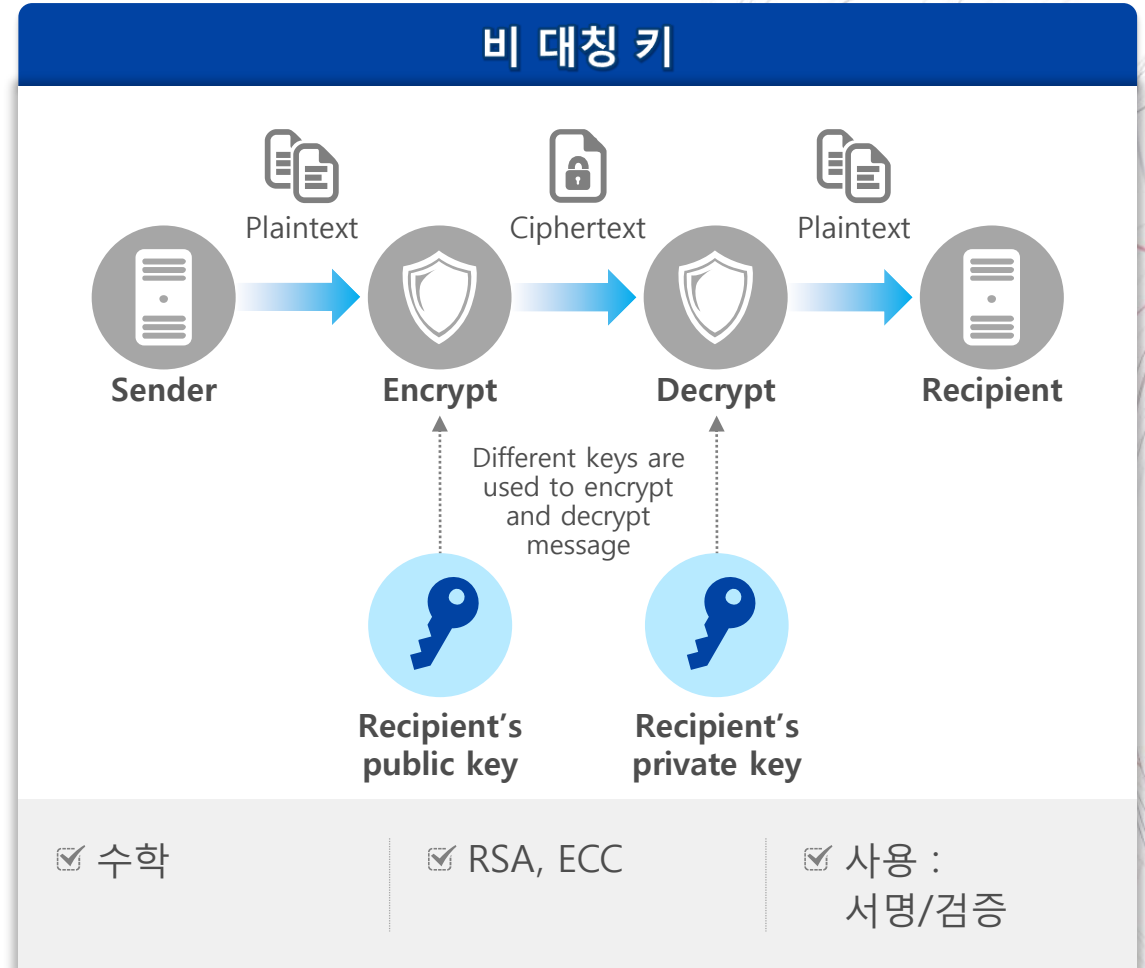 비 대칭 키
Plaintext
Ciphertext
Plaintext
Sender
Encrypt
Decrypt
Recipient
Different keys are
used to encrypt
and decrypt
message
Recipient’s
public key
Recipient’s
private key
수학
RSA, ECC
사용 :
서명/검증